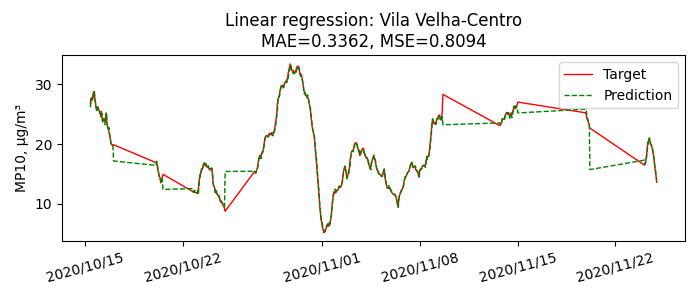 Linear regression: Vila Velha-Centro
MAE=0.3362, MSE=0.8094
Target
Prediction
MP10, µg/m³
30
20
10
2020/10/15
2020/10/22
2020/11/01
2020/11/08
2020/11/15
2020/11/22